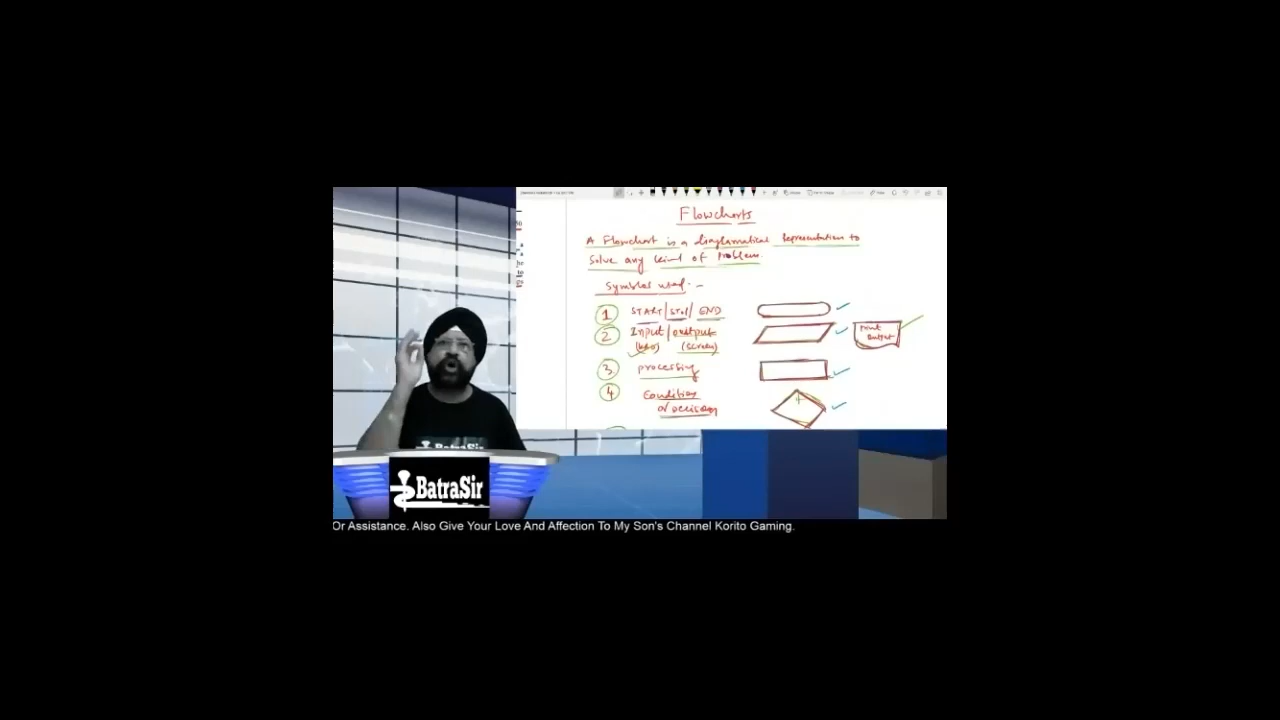 Flowcharts
A Flowchart is a diagramatical Representation to
Solve any kind of Problem.
Symbols used -
1 START/STOP/END
2 Input/output
Print
output
(screen)
3 processing
4 Condition
or decision
BatraSir
BatraSir
Or Assistance. Also Give Your Love And Affection To My Son's Channel Korito Gaming.